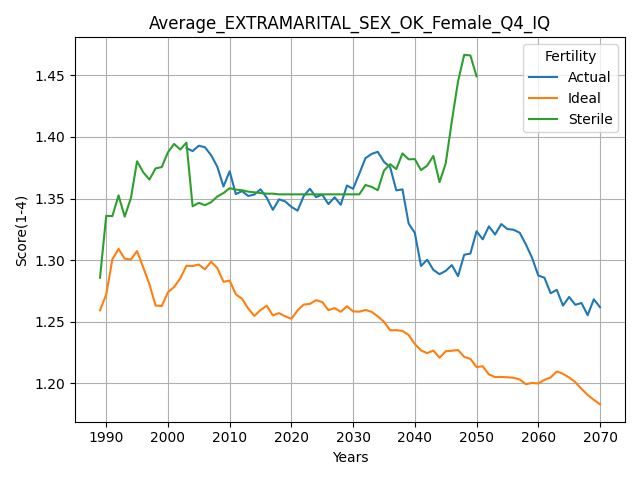 Average_EXTRAMARITAL_SEX_OK_Female_Q4_IQ
Fertility
Actual
Ideal
Sterile
Score(1-4)
1.45
1.40
1.35
1.30
1.25
1.20
1990 2000 2010 2020 2030 2040 2050 2060 2070
Years